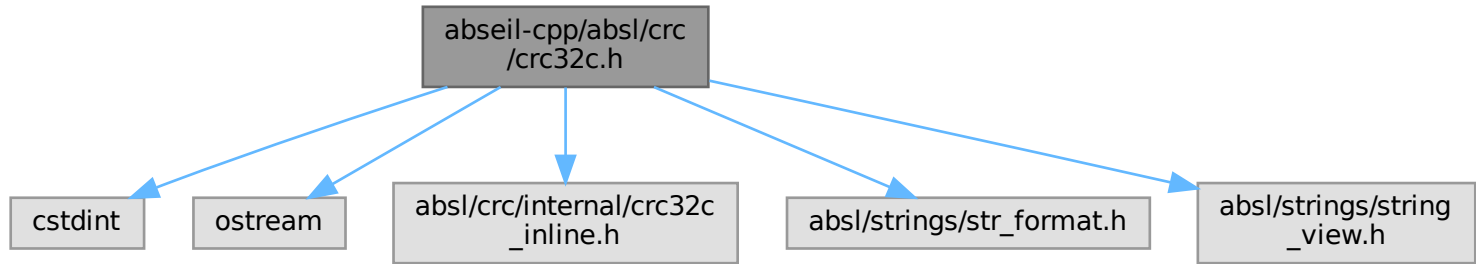 abseil-cpp/absl/crc
/crc32c.h
cstdint
ostream
absl/crc/internal/crc32c
_inline.h
absl/strings/str_format.h
absl/strings/string
_view.h